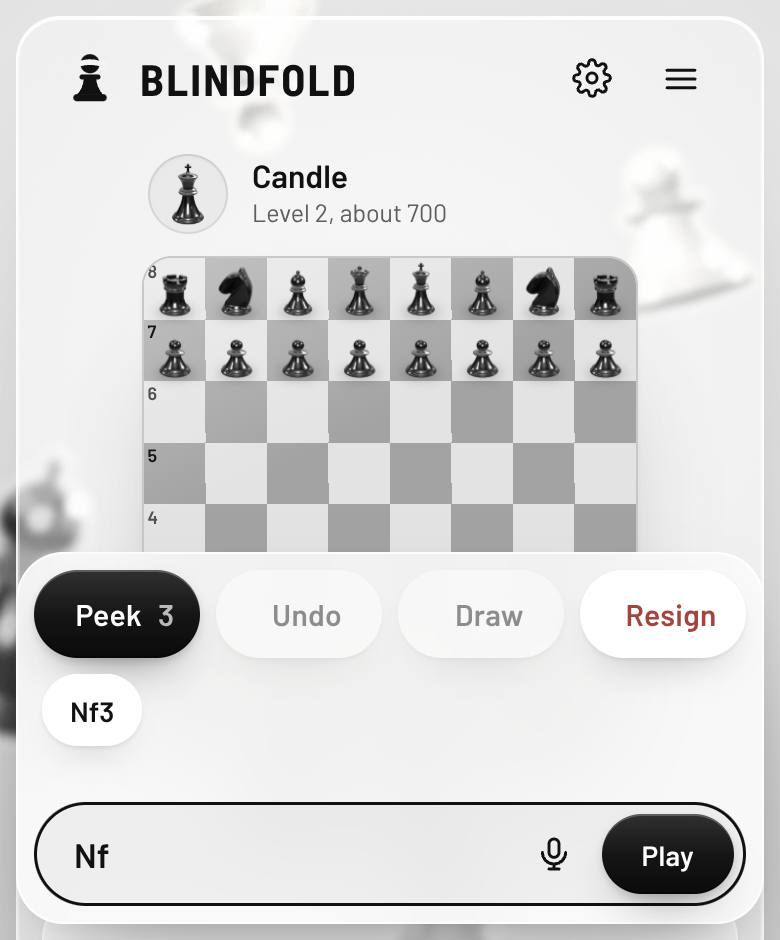 BLINDFOLD
Candle
Level 2, about 700
8
7
6
5
4
Peek 3 Undo Draw Resign
Nf3
Nf Play